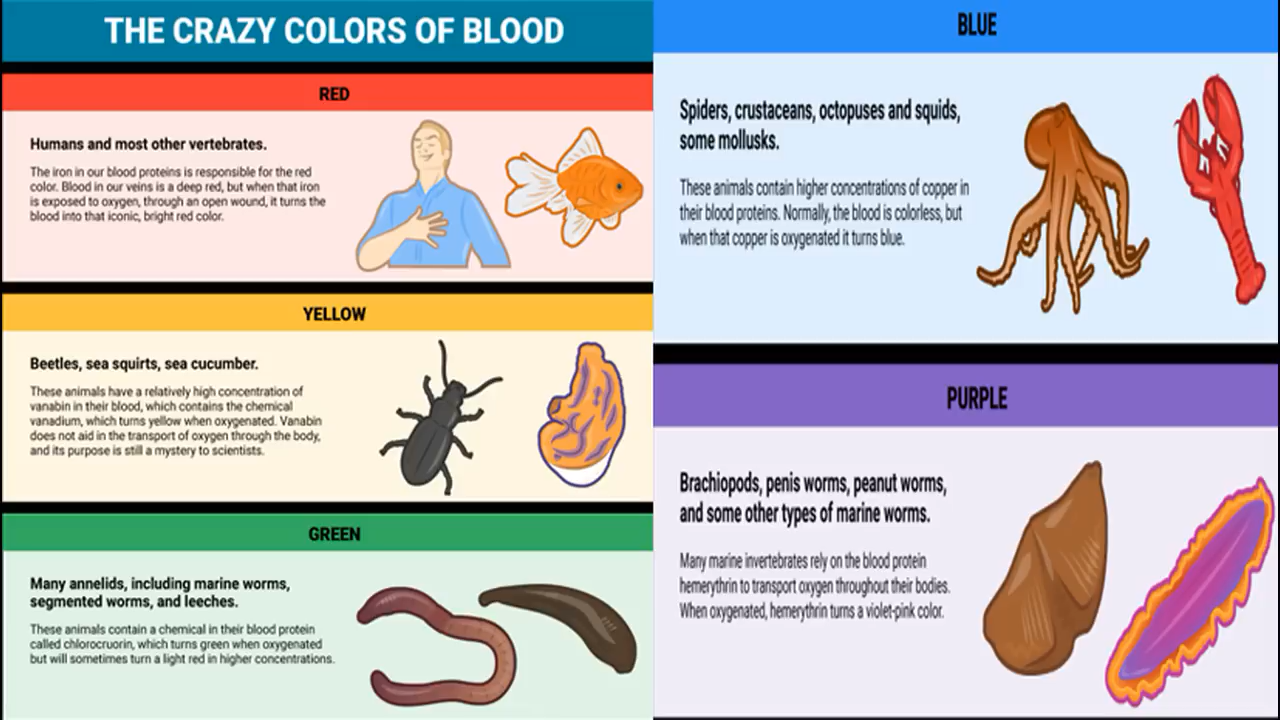 THE CRAZY COLORS OF BLOOD
RED
Humans and most other vertebrates.
The iron in our blood proteins is responsible for the red
color. Blood in our veins is a deep red, but when that iron
is exposed to oxygen, through an open wound, it turns the
blood into that iconic, bright red color.
YELLOW
Beetles, sea squirts, sea cucumber.
These animals have a relatively high concentration of
vanabin in their blood, which contains the chemical
vanadium, which turns yellow when oxygenated. Vanabin
does not aid in the transport of oxygen through the body,
and its purpose is still a mystery to scientists.
GREEN
Many annelids, including marine worms,
segmented worms, and leeches.
These animals contain a chemical in their blood protein
called chlorocruorin, which turns green when oxygenated
but will sometimes turn a light red in higher concentrations.
BLUE
Spiders, crustaceans, octopuses and squids,
some mollusks.
These animals contain higher concentrations of copper in
their blood proteins. Normally, the blood is colorless, but
when that copper is oxygenated it turns blue.
PURPLE
Brachiopods, penis worms, peanut worms,
and some other types of marine worms.
Many marine invertebrates rely on the blood protein
hemerythrin to transport oxygen throughout their bodies.
When oxygenated, hemerythrin turns a violet-pink color.